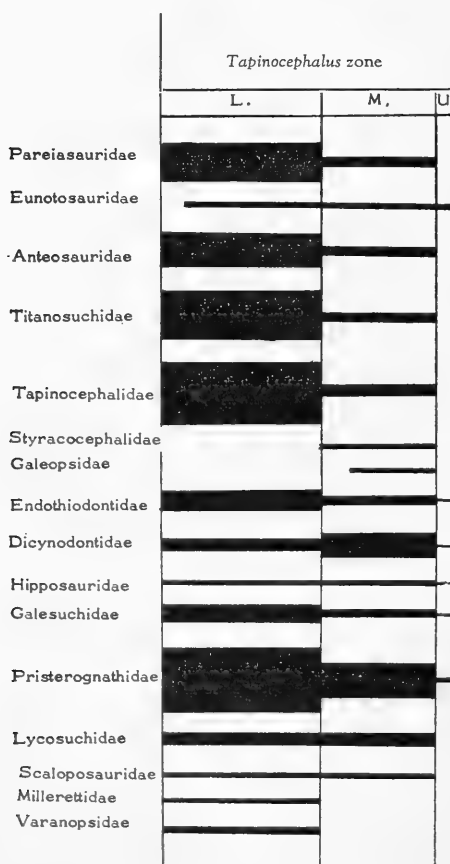 Tapinocephalus zone
L. M. U
Pareiasauridae
Eunotosauridae
Anteosauridae
Titanosuchidae
Tapinocephalidae
Styracocephalidae
Galeopsidae
Endothiodontidae
Dicynodontidae
Hipposauridae
Galesuchidae
Pristerognathidae
Lycosuchidae
Scaloposauridae
Millerettidae
Varanopsidae